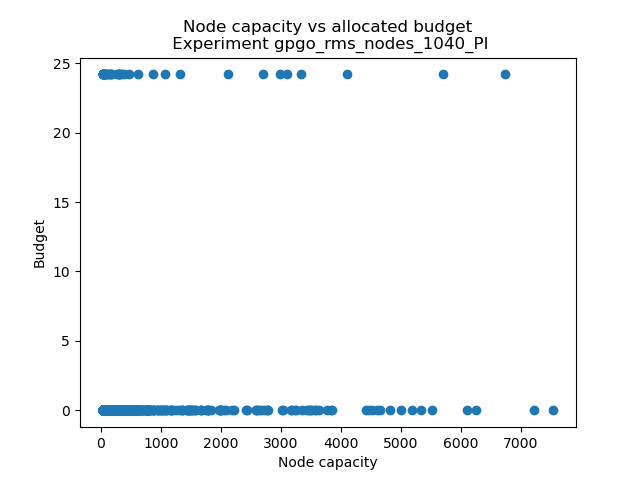 Node capacity vs allocated budget
Experiment gpgo_rms_nodes_1040_PI
25
20
15
10
5
0
Budget
0 1000 2000 3000 4000 5000 6000 7000
Node capacity